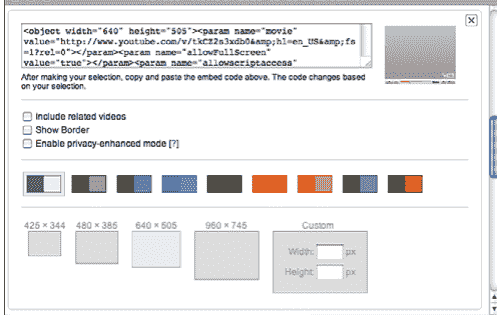 <object width="640" height="505"><param name="movie"
value="http://www.youtube.com/v/tkCZ2s3xdb0&amp;hl=en_US&amp;fs
=1?rel=0"></param><param name="allowFullScreen"
value="true"></param><param name="allowscriptaccess"
After making your selection, copy and paste the embed code above. The code changes based
on your selection.
Include related videos
Show Border
Enable privacy-enhanced mode [?]
425 × 344 480 × 385 640 × 505 960 × 745 Custom
Width: px
Height: px